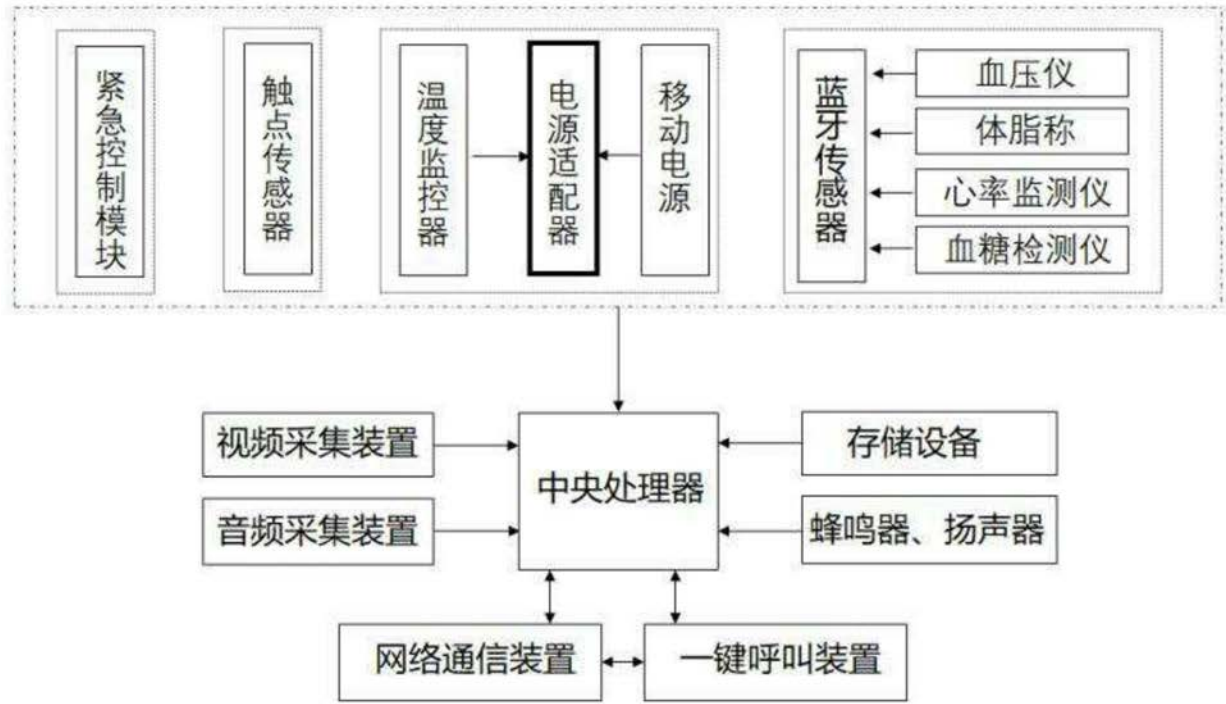 紧急控制模块
触点传感器
温度监控器
电源适配器
移动电源
蓝牙传感器
血压仪
体脂称
心率监测仪
血糖检测仪
视频采集装置
音频采集装置
中央处理器
存储设备
蜂鸣器、扬声器
网络通信装置
一键呼叫装置